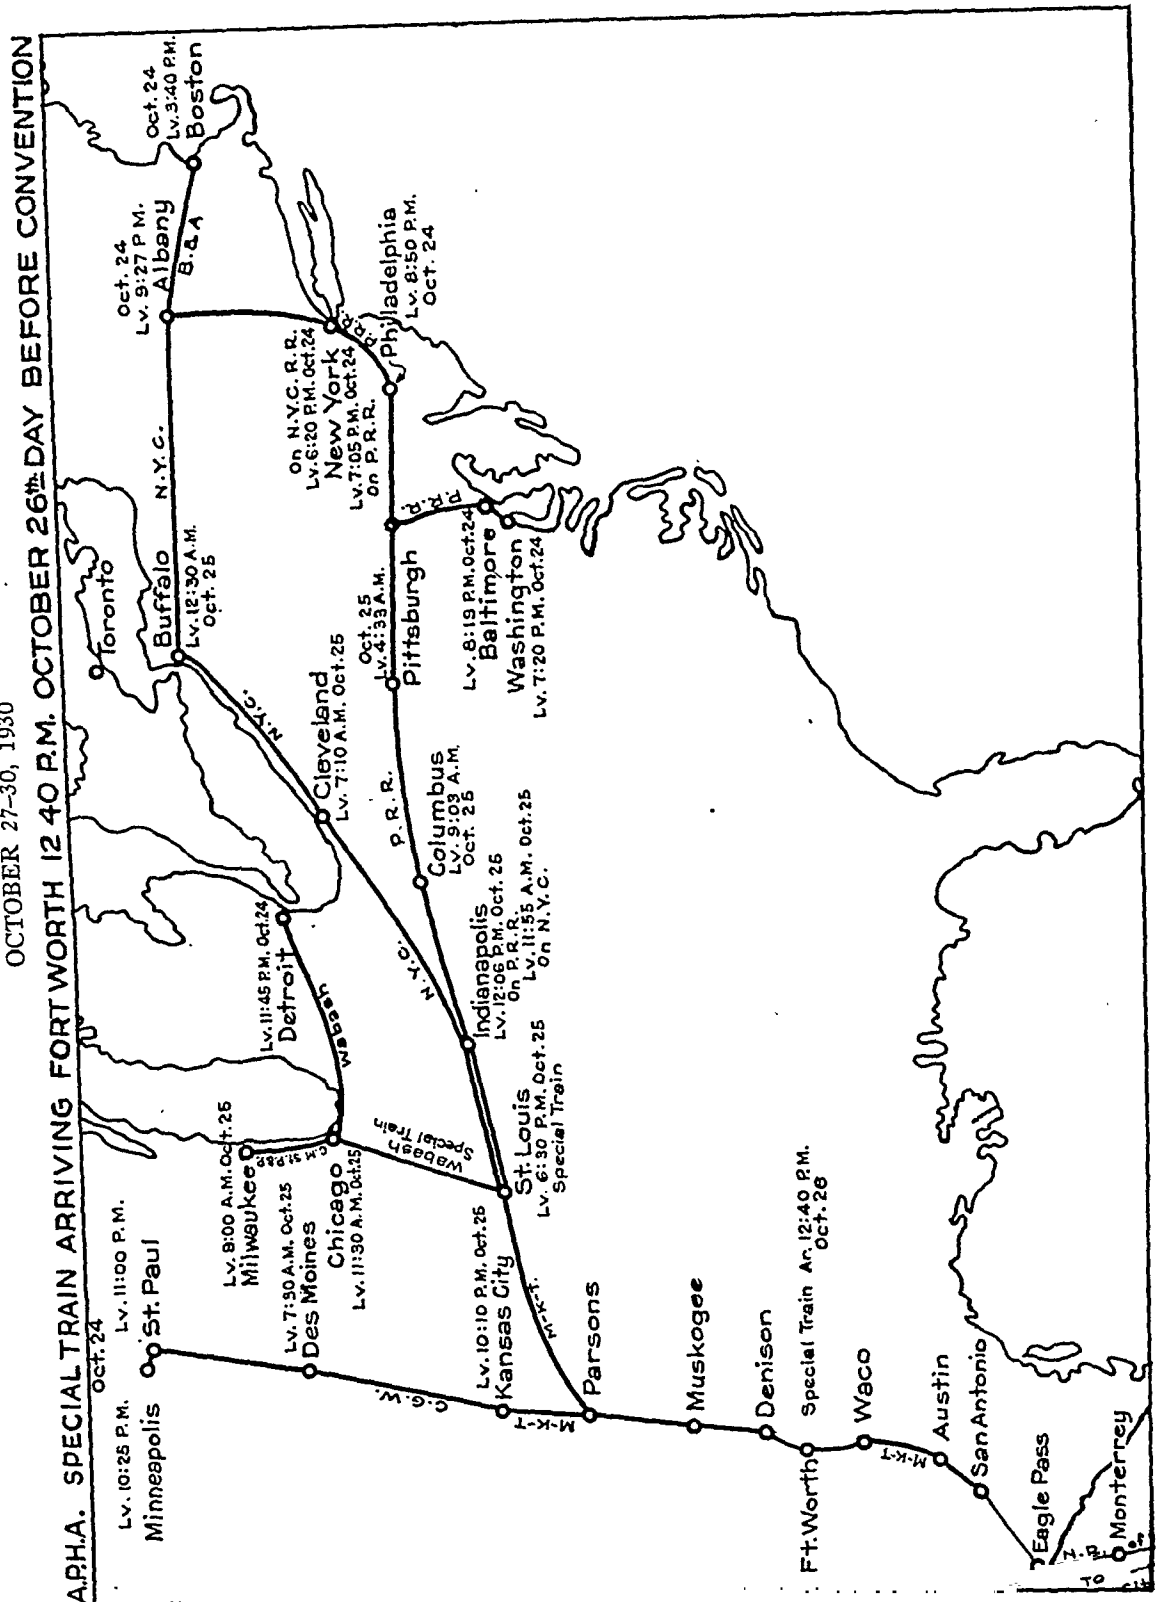 OCTOBER 27-30, 1930
A.P.H.A. SPECIAL TRAIN ARRIVING FORT WORTH 12 40 P.M. OCTOBER 26th DAY BEFORE CONVENTION
Oct. 24
Lv. 10:25 P.M.
Minneapolis
Lv. 11:00 P.M.
St. Paul
Lv. 8:00 A.M. Oct. 25
Milwaukee
C.M. St. P. & P.
Lv. 7:30 A.M. Oct. 25
Des Moines
Chicago
Lv. 11:30 A.M. Oct. 25
Lv. 11:45 P.M. Oct. 24
Detroit
Wabash
Wabash
Special Train
Toronto
Buffalo
Lv. 12:30 A.M.
Oct. 25
N.Y.C.
Oct. 24
Lv. 9:27 P.M.
Albany
B. & A
Oct. 24
Lv. 3:40 P.M.
Boston
N.Y.C.
Cleveland
Lv. 7:10 A.M. Oct. 25
N.Y.C.
On N.Y.C. R.R.
Lv. 6:20 P.M. Oct. 24
New York
Lv. 7:05 P.M. Oct. 24
On P.R.R.
P.R.R.
Philadelphia
Lv. 8:50 P.M.
Oct. 24
Oct. 25
Lv. 4:33 A.M.
Pittsburgh
P.R.R.
Lv. 8:19 P.M. Oct. 24
Baltimore
Washington
Lv. 7:20 P.M. Oct. 24
P.R.R.
Columbus
Lv. 9:03 A.M.
Oct. 25
Indianapolis
Lv. 12:06 P.M. Oct. 25
On P.R.R.
Lv. 11:55 A.M. Oct. 25
On N.Y.C.
St. Louis
Lv. 6:30 P.M. Oct. 25
Special Train
C.G.W.
Lv. 10:10 P.M. Oct. 25
Kansas City
M-K-T.
M-K-T
Parsons
Muskogee
Denison
Ft. Worth
Special Train Ar. 12:40 P.M.
Oct. 26
Waco
M-K-T
Austin
San Antonio
Eagle Pass
Monterrey
TO